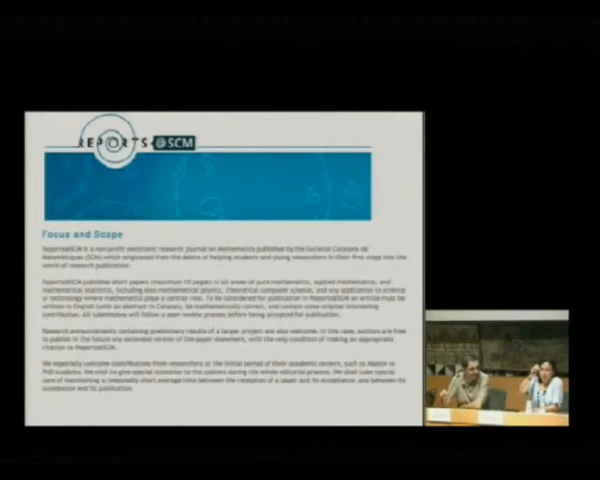 REPORTS@SCM
Focus and Scope
Reports@SCM is a non-profit electronic research journal on Mathematics published by the Societat Catalana de
Matemàtiques (SCM) which originated from the desire of helping students and young researchers in their first steps into the
world of research publication.
Reports@SCM publishes short papers (maximum 10 pages) in all areas of pure mathematics, applied mathematics, and
mathematical statistics, including also mathematical physics, theoretical computer science, and any application to science
or technology where mathematics plays a central role. To be considered for publication in Reports@SCM an article must be
written in English (with an abstract in Catalan), be mathematically correct, and contain some original interesting
contribution. All submissions will follow a peer review process before being accepted for publication.
Research announcements containing preliminary results of a larger project are also welcome. In this case, authors are free
to publish in the future any extended version of the paper elsewhere, with the only condition of making an appropriate
citation to Reports@SCM.
We especially welcome contributions from researchers at the initial period of their academic careers, such as Master or
PhD students. We wish to give special attention to the authors during the whole editorial process. We shall take special
care of maintaining a reasonably short average time between the reception of a paper and its acceptance, and between its
acceptance and its publication.